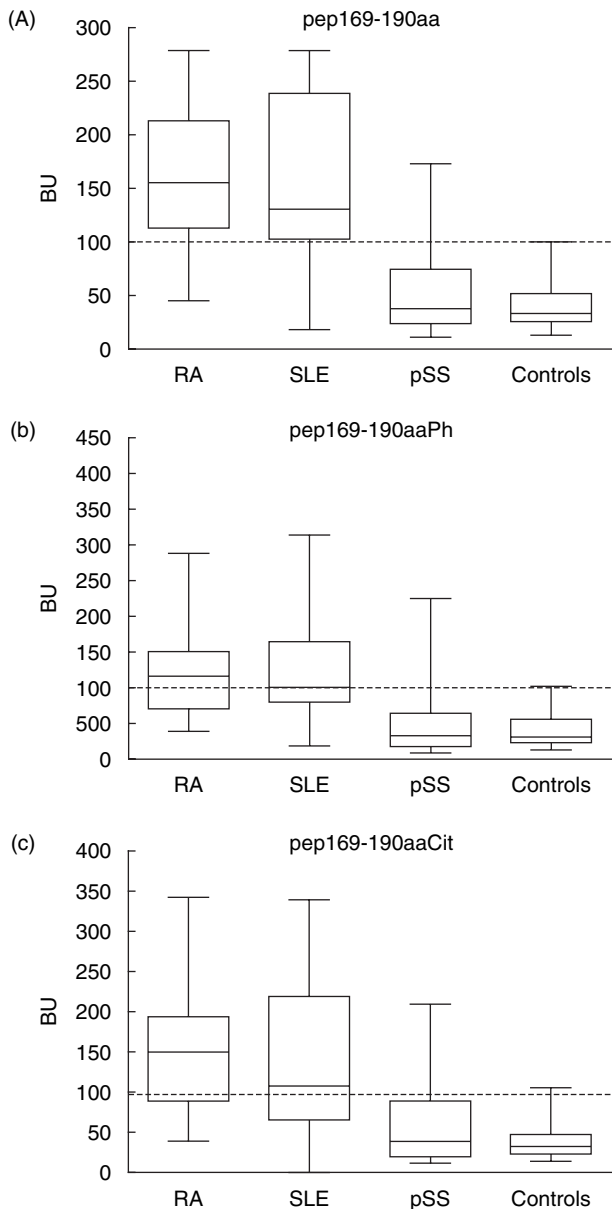 (A) pep169-190aa
300
250
200
150
100
50
0
BU
RA SLE pSS Controls
(b) pep169-190aaPh
450
400
350
300
250
200
150
100
500
0
BU
RA SLE pSS Controls
(c) pep169-190aaCit
400
350
300
250
200
150
100
50
0
BU
RA SLE pSS Controls